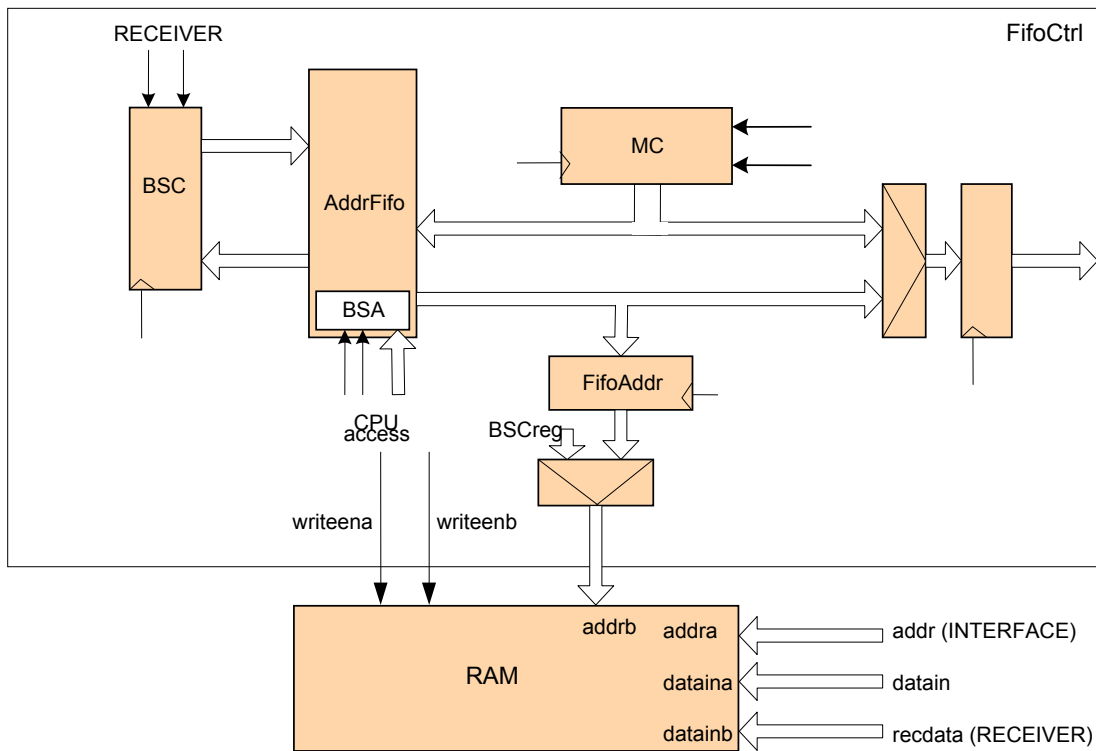 FifoCtrl
RECEIVER
BSC
AddrFifo
MC
BSA
FifoAddr
CPU
access
BSCreg
writeena
writeenb
addrb
addra
addr (INTERFACE)
RAM
dataina
datain
datainb
recdata (RECEIVER)